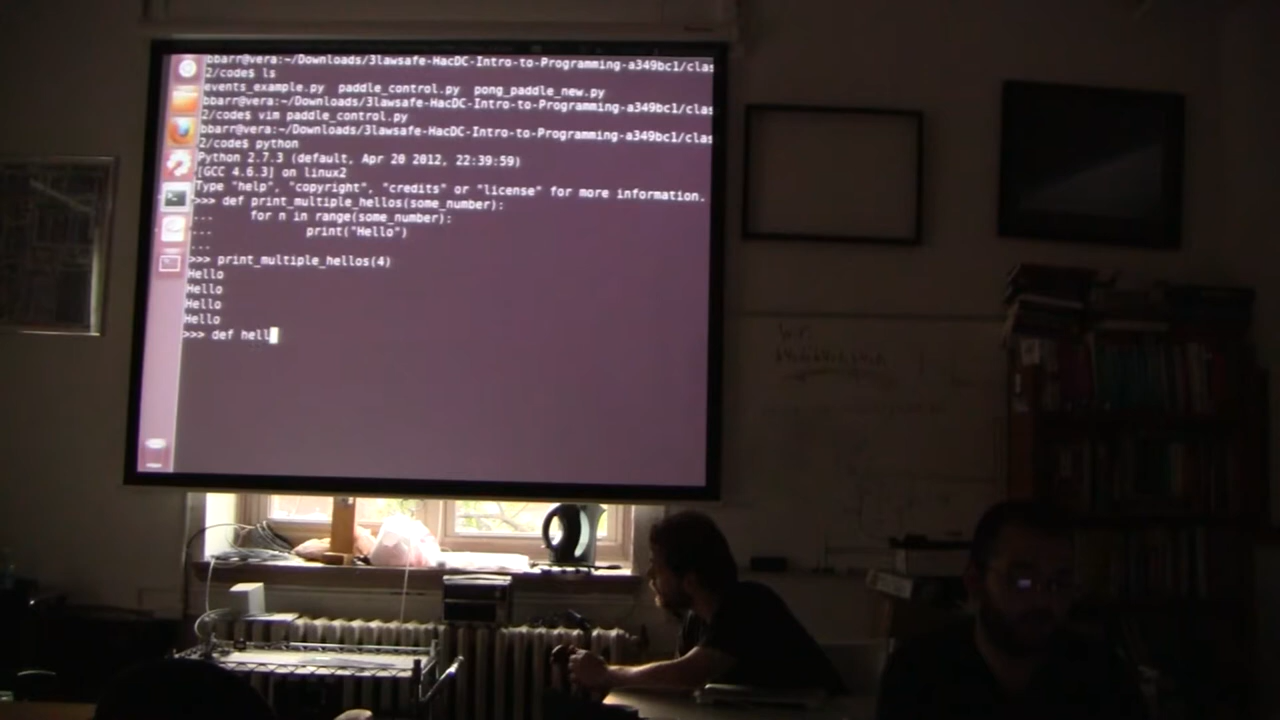 bbarr@vera:~/Downloads/3lawsafe-HacDC-Intro-to-Programming-a349bc1/clas
2/code$ ls
events_example.py  paddle_control.py  pong_paddle_new.py
bbarr@vera:~/Downloads/3lawsafe-HacDC-Intro-to-Programming-a349bc1/clas
2/code$ vim paddle_control.py
bbarr@vera:~/Downloads/3lawsafe-HacDC-Intro-to-Programming-a349bc1/clas
2/code$ python
Python 2.7.3 (default, Apr 20 2012, 22:39:59)
[GCC 4.6.3] on linux2
Type "help", "copyright", "credits" or "license" for more information.
>>> def print_multiple_hellos(some_number):
...     for n in range(some_number):
...             print("Hello")
...
>>> print_multiple_hellos(4)
Hello
Hello
Hello
Hello
>>> def hell